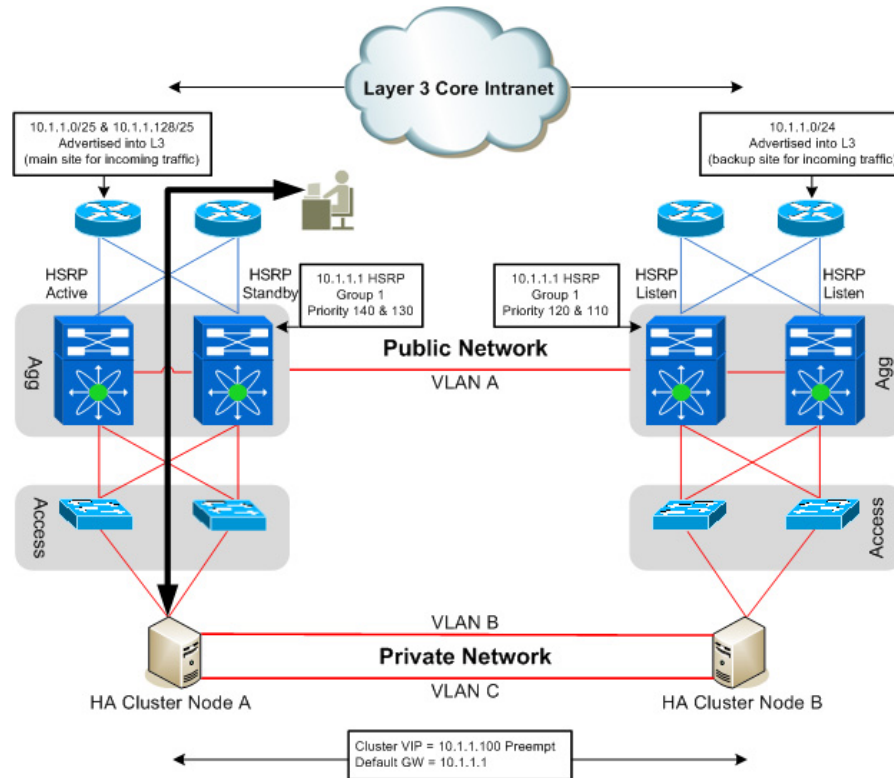 Layer 3 Core Intranet
10.1.1.0/25 & 10.1.1.128/25
Advertised into L3
(main site for incoming traffic)
10.1.1.0/24
Advertised into L3
(backup site for incoming traffic)
HSRP
Active
HSRP
Standby
10.1.1.1 HSRP
Group 1
Priority 140 & 130
10.1.1.1 HSRP
Group 1
Priority 120 & 110
HSRP
Listen
HSRP
Listen
Agg
Public Network
VLAN A
Agg
Access
Access
VLAN B
Private Network
VLAN C
HA Cluster Node A
HA Cluster Node B
Cluster VIP = 10.1.1.100 Preempt
Default GW = 10.1.1.1